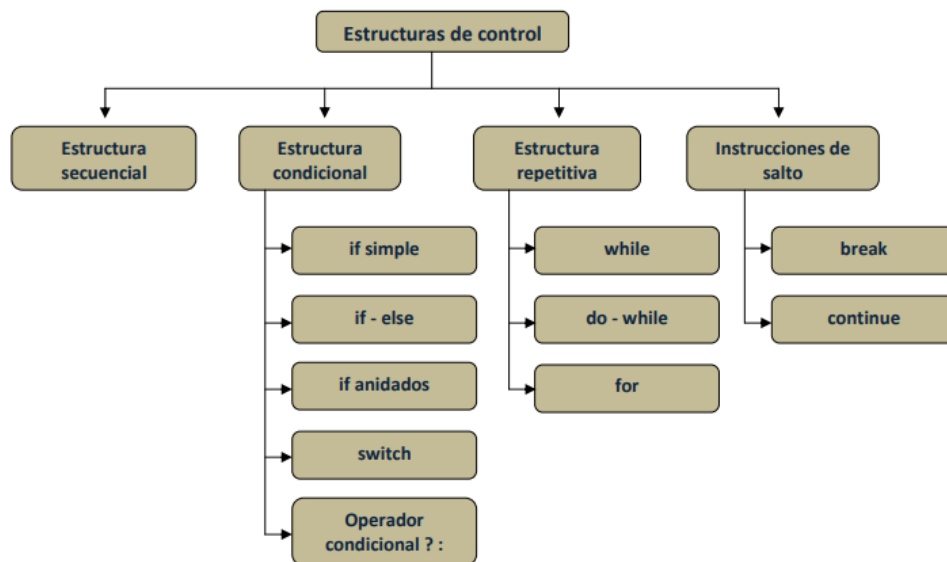 Estructuras de control
Estructura
secuencial
Estructura
condicional
Estructura
repetitiva
Instrucciones de
salto
if simple
if - else
if anidados
switch
Operador
condicional ? :
while
do - while
for
break
continue